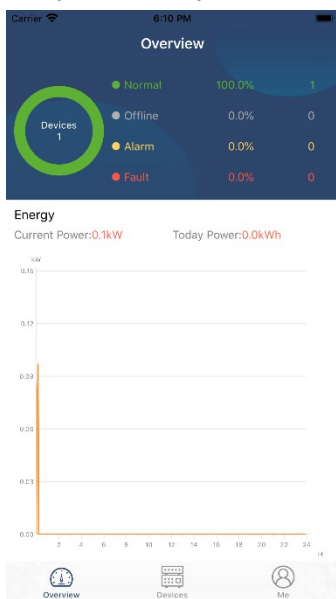 Carrier 6:10 PM
Overview
Devices
1
Normal 100.0% 1
Offline 0.0% 0
Alarm 0.0% 0
Fault 0.0% 0
Energy
Current Power:0.1kW Today Power:0.0kWh
kW
0.15
0.12
0.09
0.06
0.03
0.00
2 4 6 8 10 12 14 16 18 20 22 24
H
Overview Devices Me